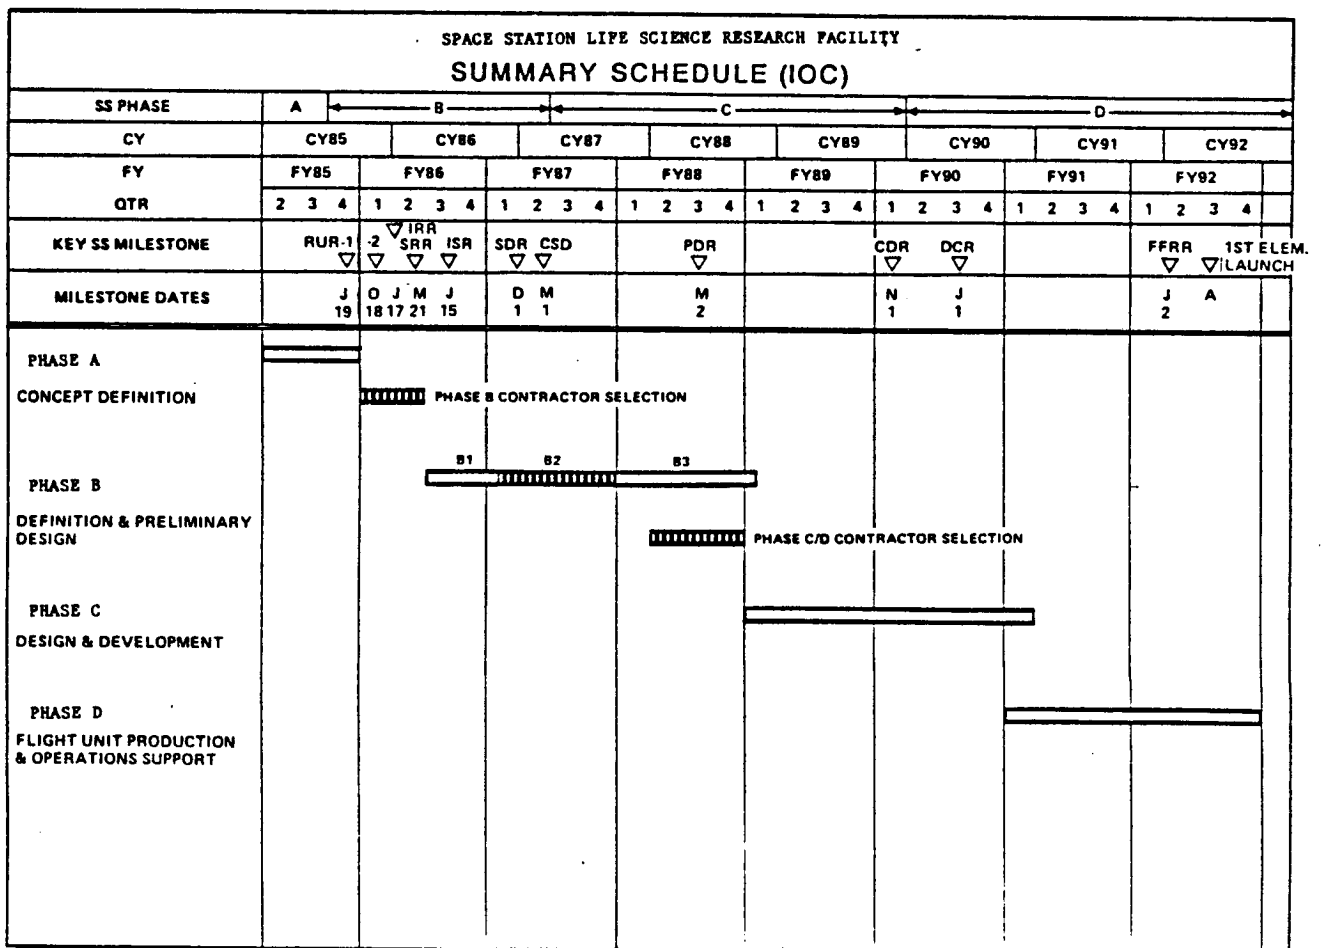 SPACE STATION LIFE SCIENCE RESEARCH FACILITY
SUMMARY SCHEDULE (IOC)
SS PHASE A B C D
CY CY85 CY86 CY87 CY88 CY89 CY90 CY91 CY92
FY FY85 FY86 FY87 FY88 FY89 FY90 FY91 FY92
QTR 2 3 4 1 2 3 4 1 2 3 4 1 2 3 4 1 2 3 4 1 2 3 4 1 2 3 4 1 2 3 4
IRR
KEY SS MILESTONE RUR-1 -2 SRR ISR SDR CSD PDR CDR DCR FFRR 1ST ELEM.
LAUNCH
MILESTONE DATES J O J M J D M M N J J A
19 18 17 21 15 1 1 2 1 1 2
PHASE A
CONCEPT DEFINITION PHASE B CONTRACTOR SELECTION
B1 B2 B3
PHASE B
DEFINITION & PRELIMINARY
DESIGN PHASE C/D CONTRACTOR SELECTION
PHASE C
DESIGN & DEVELOPMENT
PHASE D
FLIGHT UNIT PRODUCTION
& OPERATIONS SUPPORT